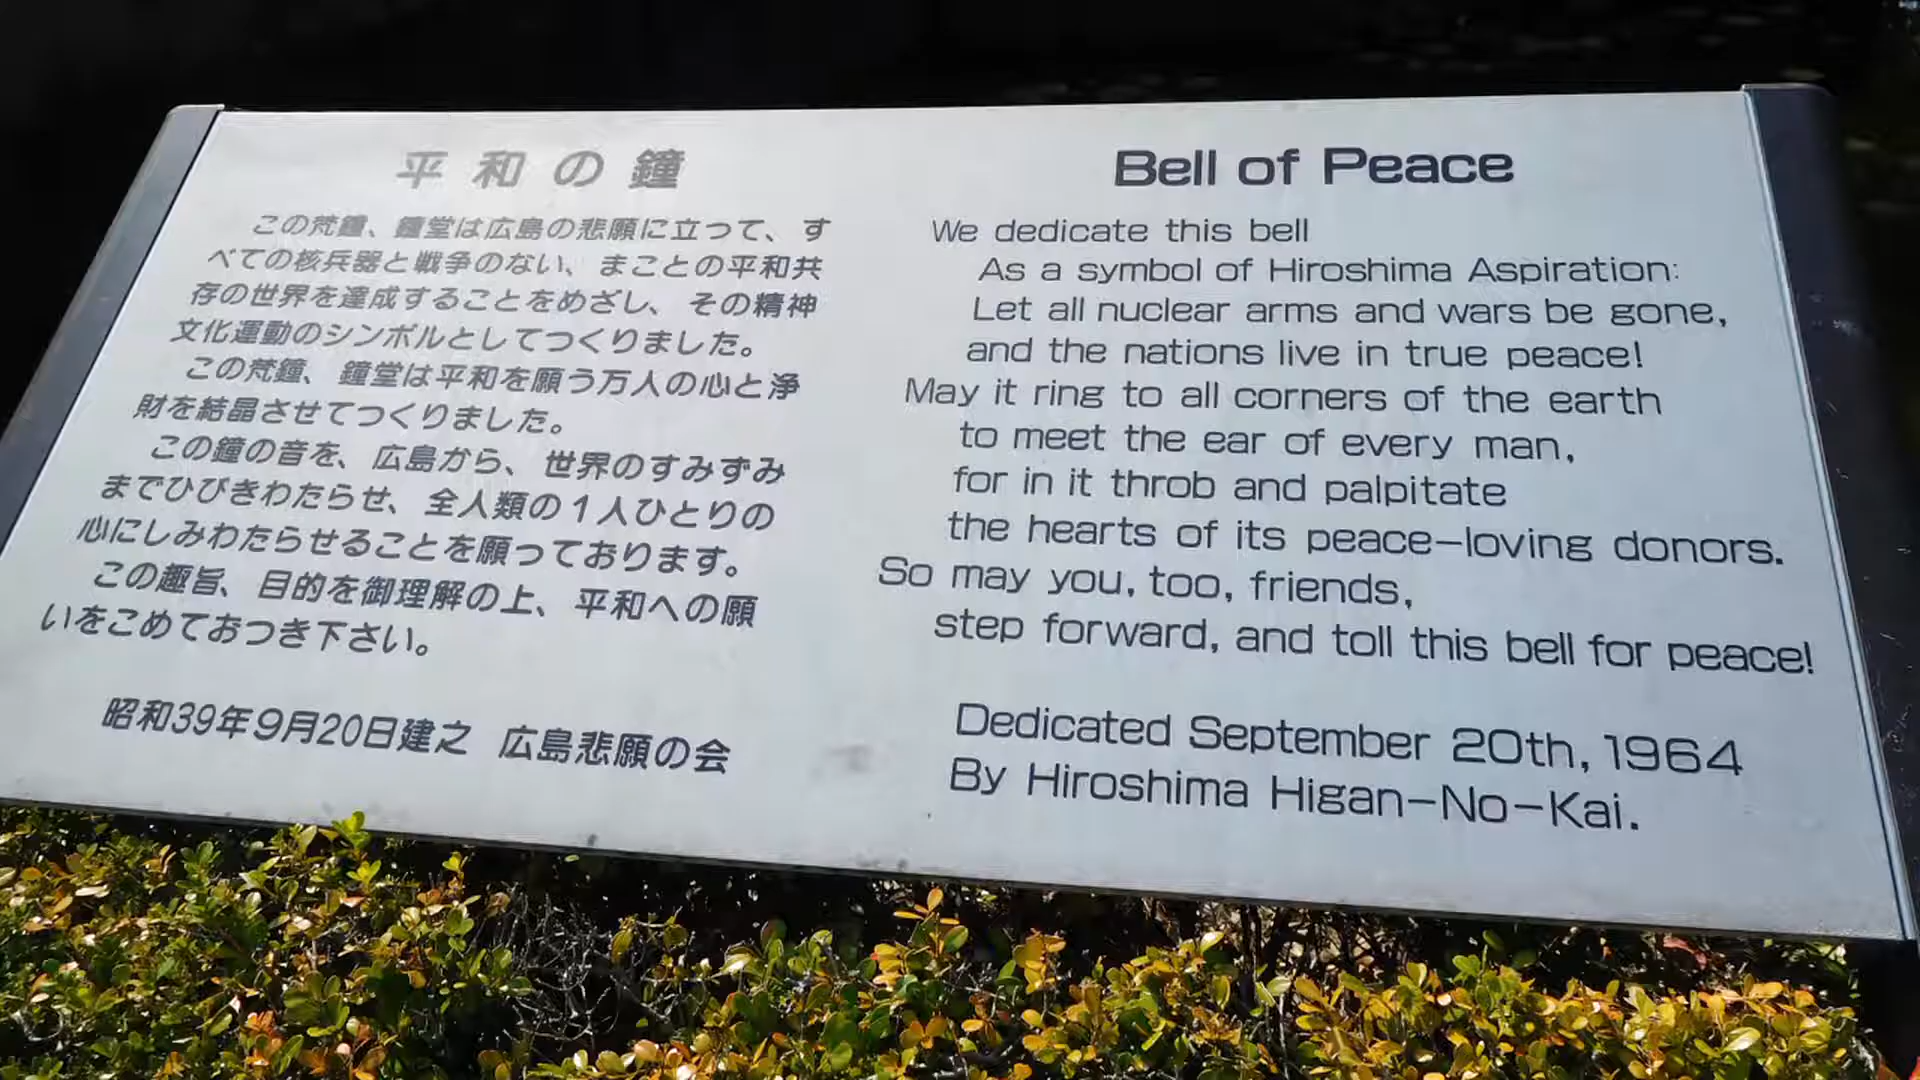 平和の鐘
この梵鐘、鐘堂は広島の悲願に立って、す
べての核兵器と戦争のない、まことの平和共
存の世界を達成することをめざし、その精神
文化運動のシンボルとしてつくりました。
この梵鐘、鐘堂は平和を願う万人の心と浄
財を結晶させてつくりました。
この鐘の音を、広島から、世界のすみずみ
までひびきわたらせ、全人類の1人ひとりの
心にしみわたらせることを願っております。
この趣旨、目的を御理解の上、平和への願
いをこめておつき下さい。
昭和39年9月20日建之 広島悲願の会
Bell of Peace
We dedicate this bell
As a symbol of Hiroshima Aspiration:
Let all nuclear arms and wars be gone,
and the nations live in true peace!
May it ring to all corners of the earth
to meet the ear of every man,
for in it throb and palpitate
the hearts of its peace-loving donors.
So may you, too, friends,
step forward, and toll this bell for peace!
Dedicated September 20th, 1964
By Hiroshima Higan-No-Kai.